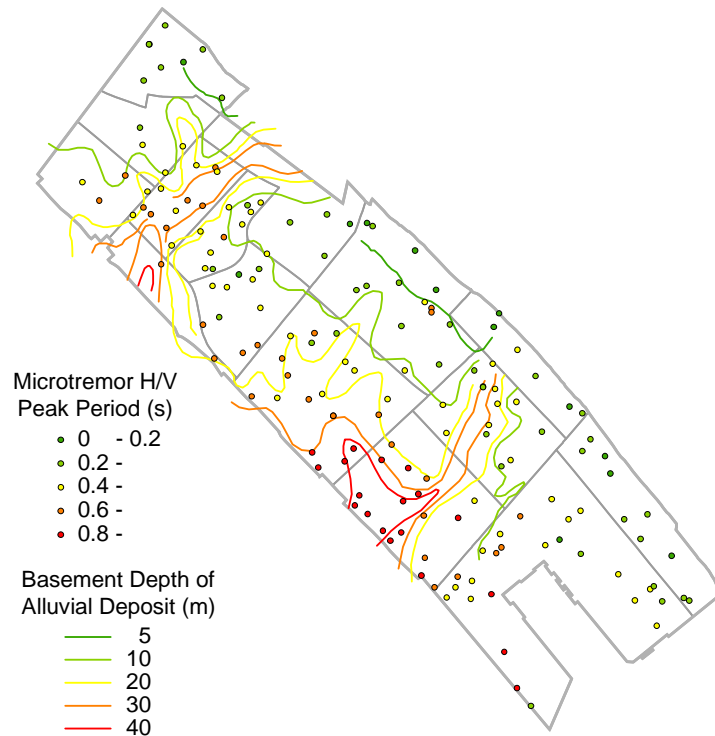 Microtremor H/V
Peak Period (s)
0 - 0.2
0.2 -
0.4 -
0.6 -
0.8 -
Basement Depth of
Alluvial Deposit (m)
5
10
20
30
40